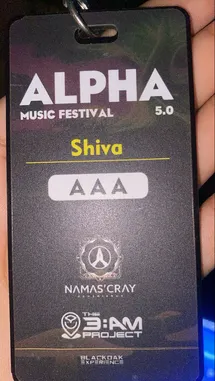 ALPHA
MUSIC FESTIVAL 5.0
Shiva
AAA
NAMAS'CRAY
THE
3:AM
PROJECT
BLACKOAK
EXPERIENCE